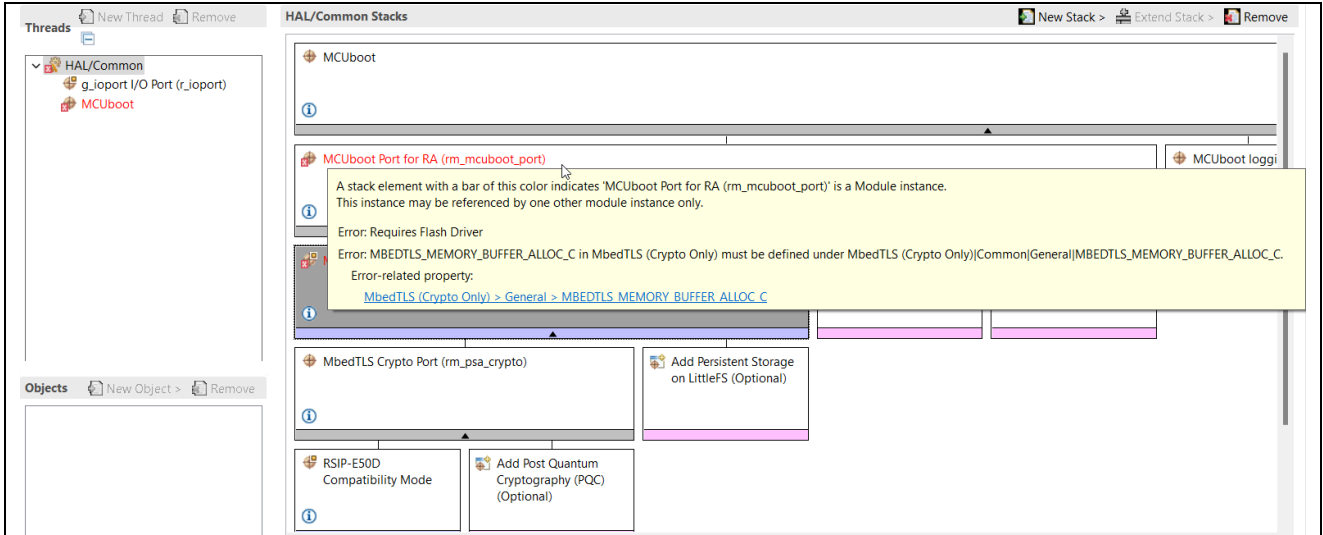 Threads
New Thread
Remove
HAL/Common
g_ioport I/O Port (r_ioport)
MCUboot
Objects
New Object >
Remove
HAL/Common Stacks
New Stack >
Extend Stack >
Remove
MCUboot
MCUboot Port for RA (rm_mcuboot_port)
MCUboot loggi
A stack element with a bar of this color indicates 'MCUboot Port for RA (rm_mcuboot_port)' is a Module instance.
This instance may be referenced by one other module instance only.
Error: Requires Flash Driver
Error: MBEDTLS_MEMORY_BUFFER_ALLOC_C in MbedTLS (Crypto Only) must be defined under MbedTLS (Crypto Only)|Common|General|MBEDTLS_MEMORY_BUFFER_ALLOC_C.
Error-related property:
MbedTLS (Crypto Only) > General > MBEDTLS_MEMORY_BUFFER_ALLOC_C
MbedTLS Crypto Port (rm_psa_crypto)
Add Persistent Storage
on LittleFS (Optional)
RSIP-E50D
Compatibility Mode
Add Post Quantum
Cryptography (PQC)
(Optional)